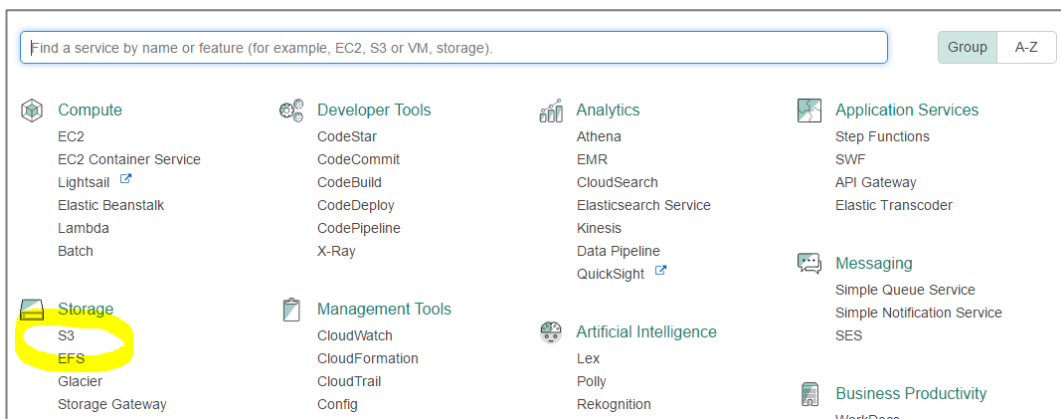 Find a service by name or feature (for example, EC2, S3 or VM, storage).
Group
A-Z
Compute
EC2
EC2 Container Service
Lightsail
Elastic Beanstalk
Lambda
Batch
Storage
S3
EFS
Glacier
Storage Gateway
Developer Tools
CodeStar
CodeCommit
CodeBuild
CodeDeploy
CodePipeline
X-Ray
Management Tools
CloudWatch
CloudFormation
CloudTrail
Config
Analytics
Athena
EMR
CloudSearch
Elasticsearch Service
Kinesis
Data Pipeline
QuickSight
Artificial Intelligence
Lex
Polly
Rekognition
Application Services
Step Functions
SWF
API Gateway
Elastic Transcoder
Messaging
Simple Queue Service
Simple Notification Service
SES
Business Productivity